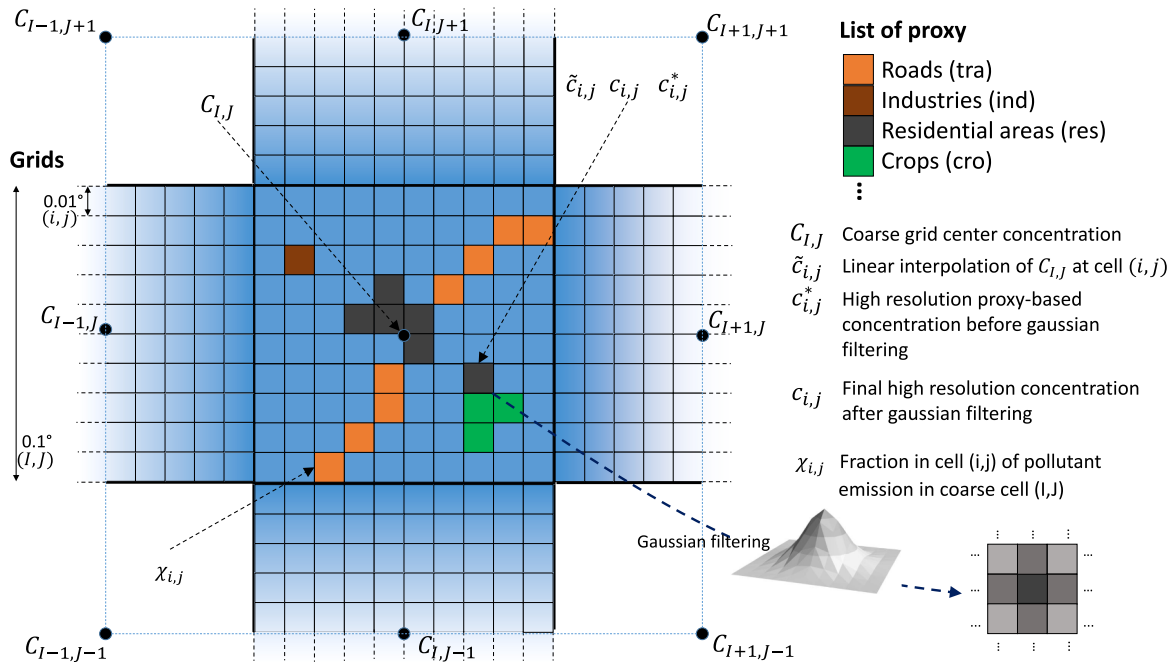 C_{I-1,J+1}
C_{I,J+1}
C_{I+1,J+1}
C_{I,J}
c̃_{i,j} c_{i,j} c*_{i,j}
Grids
0.01°
(i,j)
C_{I-1,J}
C_{I+1,J}
0.1°
(I,J)
χ_{i,j}
C_{I-1,J-1}
C_{I,J-1}
C_{I+1,J-1}
List of proxy
Roads (tra)
Industries (ind)
Residential areas (res)
Crops (cro)
⋮
C_{I,J} Coarse grid center concentration
c̃_{i,j} Linear interpolation of C_{I,J} at cell (i,j)
c*_{i,j} High resolution proxy-based
concentration before gaussian
filtering
c_{i,j} Final high resolution concentration
after gaussian filtering
χ_{i,j} Fraction in cell (i,j) of pollutant
emission in coarse cell (I,J)
Gaussian filtering
⋮ ⋮ ⋮
... ...
... ...
... ...
⋮ ⋮ ⋮